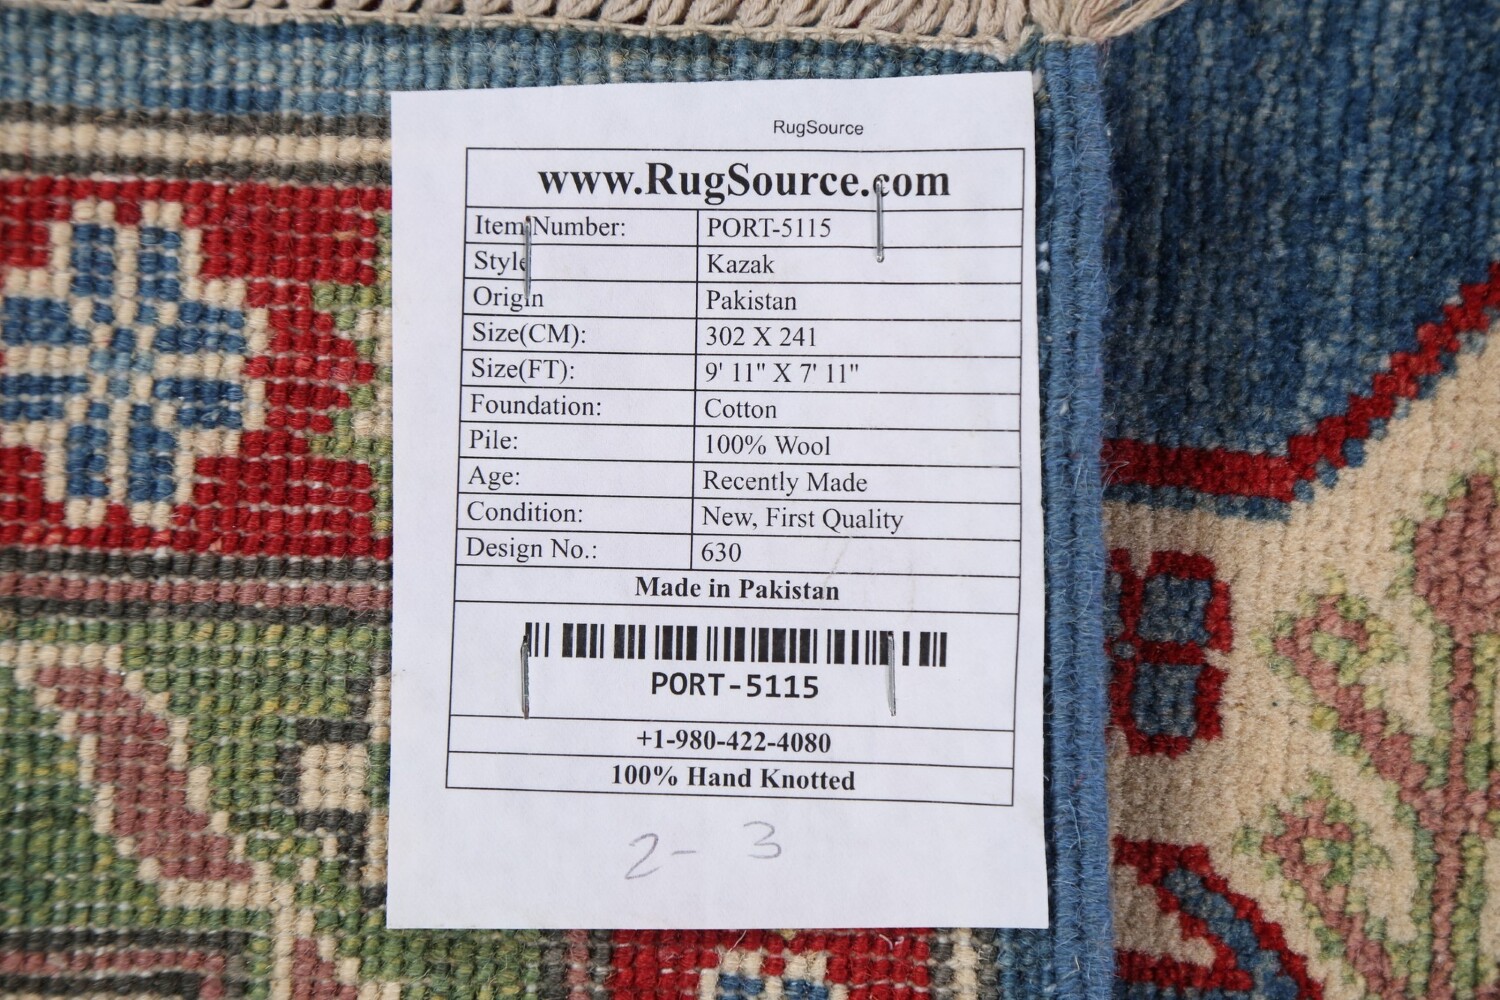 RugSource
www.RugSource.com
Item Number: PORT-5115
Style Kazak
Origin Pakistan
Size(CM): 302 X 241
Size(FT): 9' 11" X 7' 11"
Foundation: Cotton
Pile: 100% Wool
Age: Recently Made
Condition: New, First Quality
Design No.: 630
Made in Pakistan
PORT-5115
+1-980-422-4080
100% Hand Knotted
2- 3